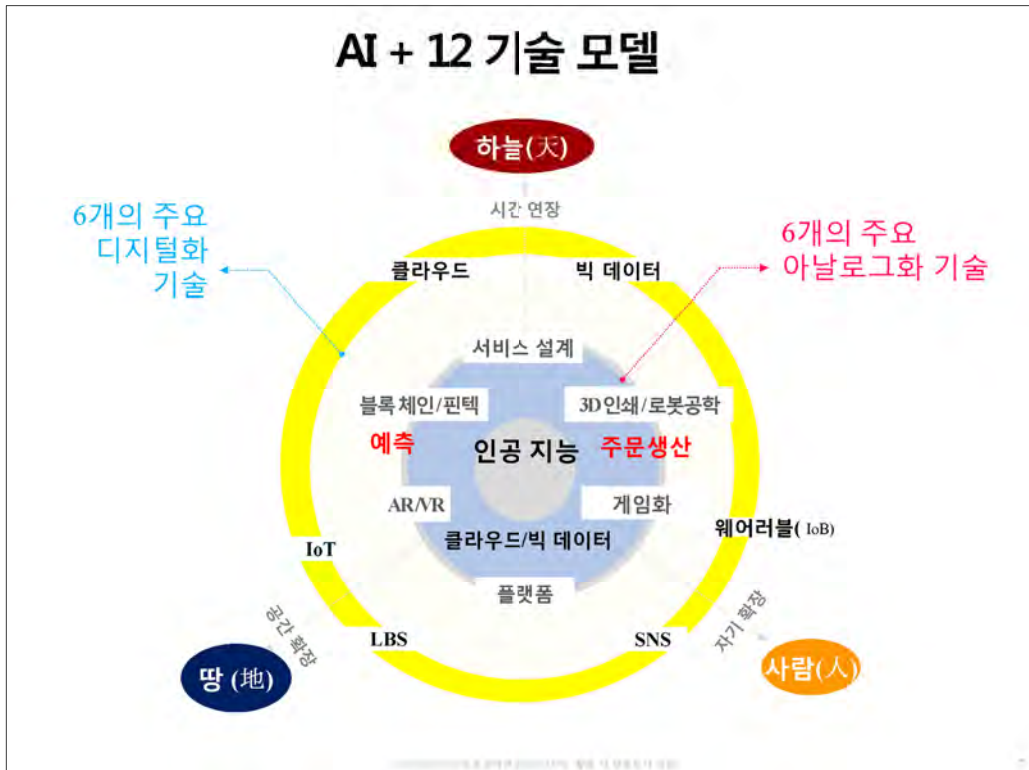 AI + 12 기술 모델
하늘(天)
시간 연장
6개의 주요
디지털화
기술
6개의 주요
아날로그화 기술
클라우드
빅 데이터
서비스 설계
블록체인/핀텍
3D 인쇄/로봇공학
예측
인공 지능
주문생산
AR/VR
게임화
클라우드/빅 데이터
웨어러블( IoB)
IoT
플랫폼
공간 확장
자기 확장
LBS
SNS
땅 (地)
사람(人)